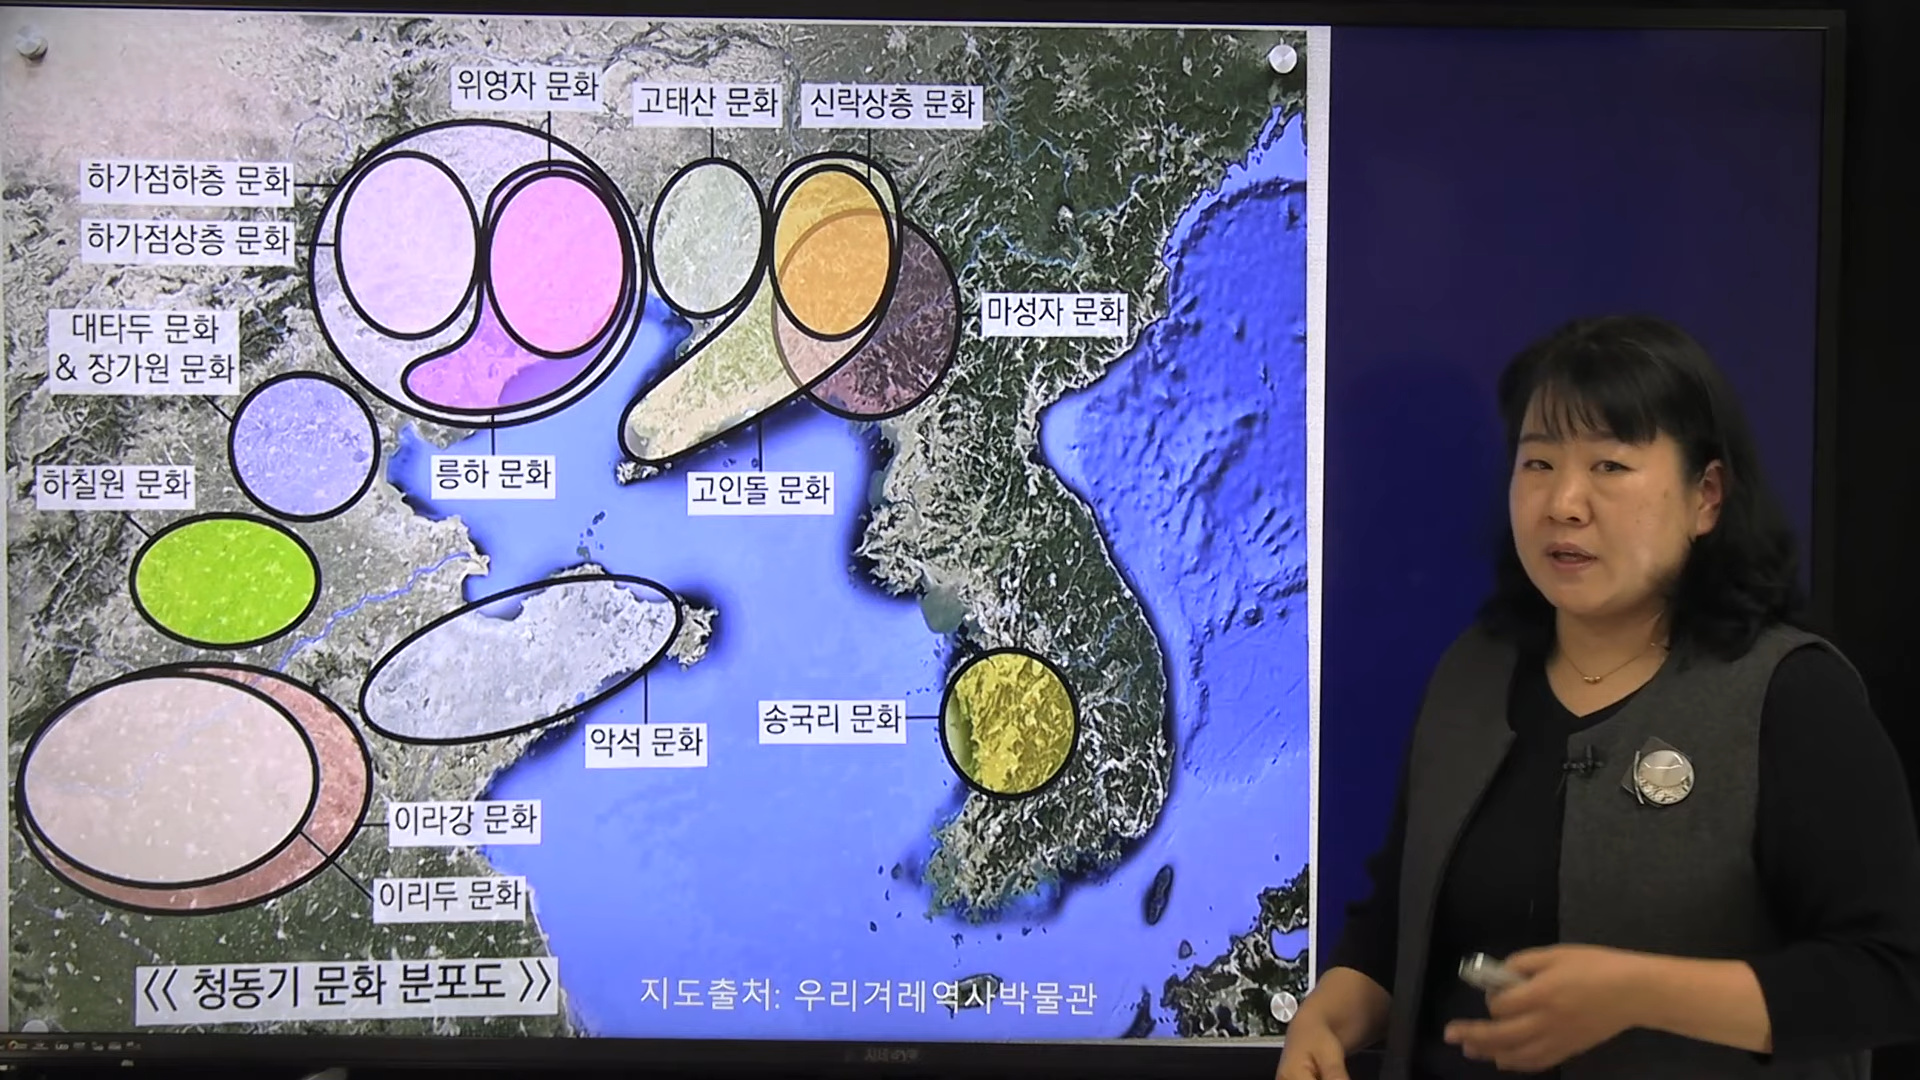 위영자 문화
고태산 문화
신락상층 문화
하가점하층 문화
하가점상층 문화
마성자 문화
대타두 문화
& 장가원 문화
릉하 문화
고인돌 문화
하칠원 문화
송국리 문화
악석 문화
이라강 문화
이리두 문화
<< 청동기 문화 분포도 >>
지도출처: 우리겨레역사박물관